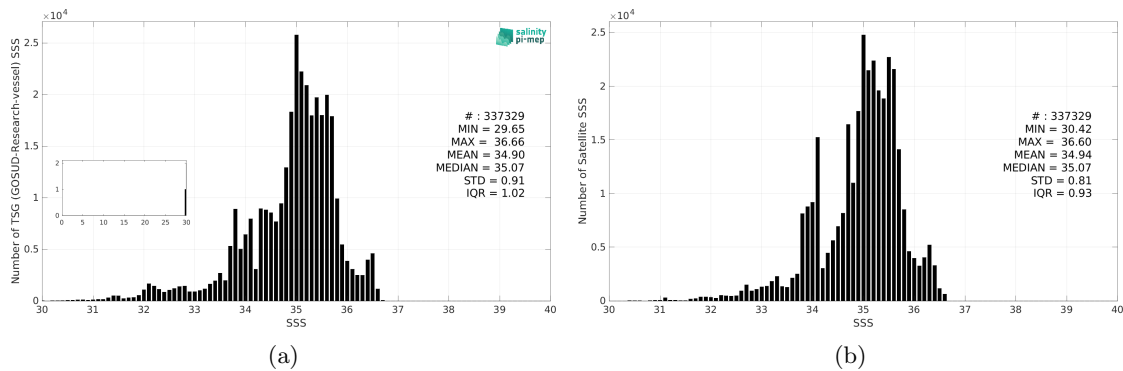 ×10⁴
2.5
2
1.5
1
0.5
0
30 31 32 33 34 35 36 37 38 39 40
SSS
Number of TSG (GOSUD-Research-vessel) SSS
salinity
pi-mep
# : 337329
MIN = 29.65
MAX = 36.66
MEAN = 34.90
MEDIAN = 35.07
STD = 0.91
IQR = 1.02
2
1
0
0 5 10 15 20 25 30
(a)
×10⁴
2.5
2
1.5
1
0.5
0
30 31 32 33 34 35 36 37 38 39 40
SSS
Number of Satellite SSS
# : 337329
MIN = 30.42
MAX = 36.60
MEAN = 34.94
MEDIAN = 35.07
STD = 0.81
IQR = 0.93
(b)